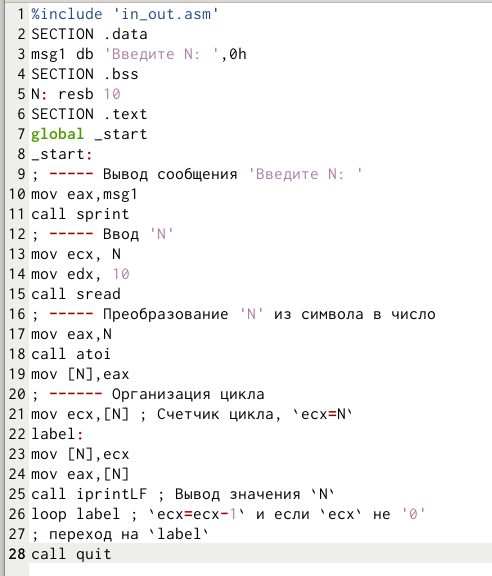 1 %include 'in_out.asm'
2 SECTION .data
3 msg1 db 'Введите N: ',0h
4 SECTION .bss
5 N: resb 10
6 SECTION .text
7 global _start
8 _start:
9 ; ----- Вывод сообщения 'Введите N: '
10 mov eax,msg1
11 call sprint
12 ; ----- Ввод 'N'
13 mov ecx, N
14 mov edx, 10
15 call sread
16 ; ----- Преобразование 'N' из символа в число
17 mov eax,N
18 call atoi
19 mov [N],eax
20 ; ------ Организация цикла
21 mov ecx,[N] ; Счетчик цикла, `ecx=N`
22 label:
23 mov [N],ecx
24 mov eax,[N]
25 call iprintLF ; Вывод значения `N`
26 loop label ; `ecx=ecx-1` и если `ecx` не '0'
27 ; переход на `label`
28 call quit